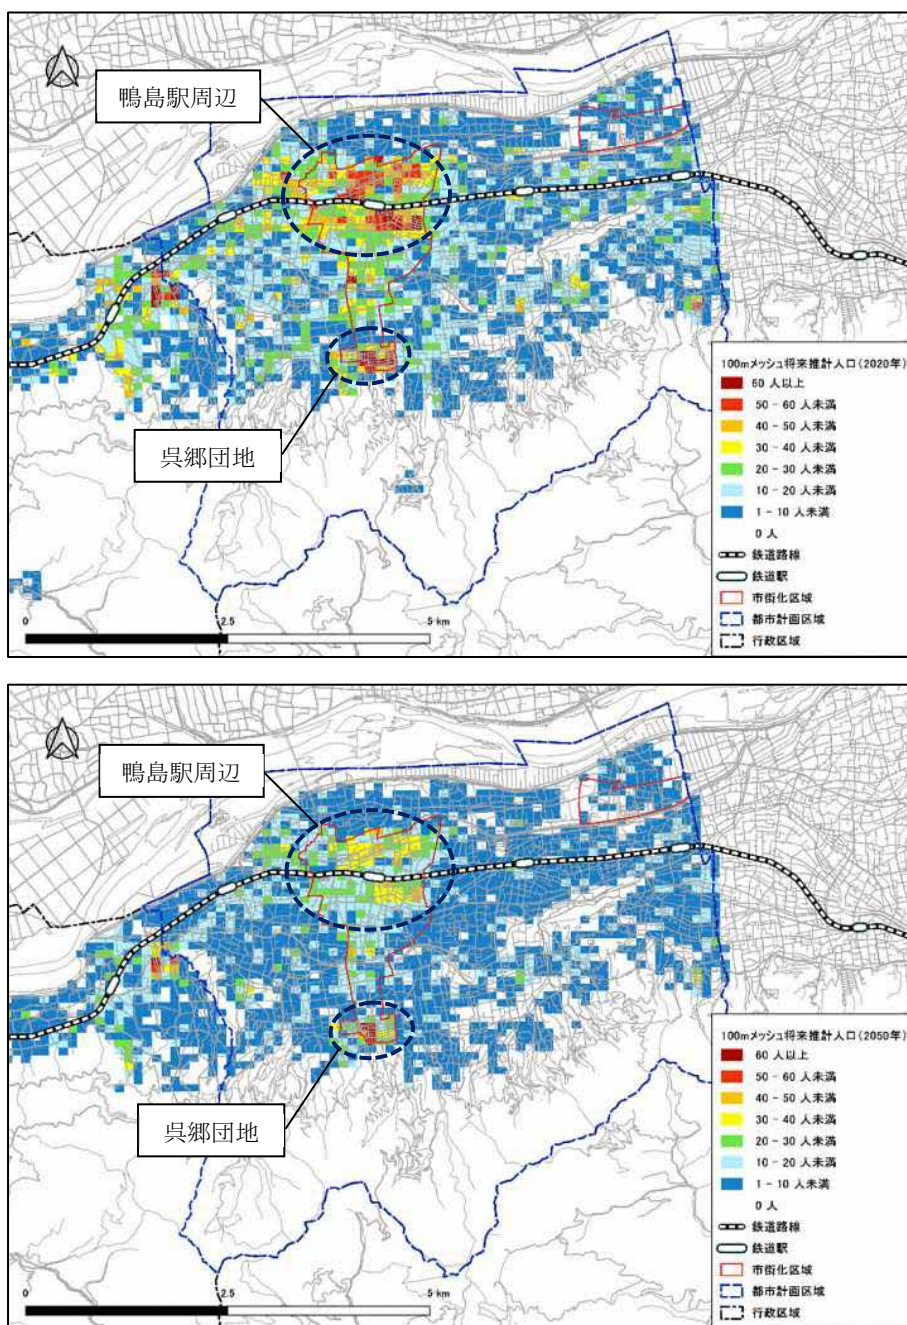 鴨島駅周辺
呉郷団地
100mメッシュ将来推計人口(2020年)
60 人以上
50 - 60 人未満
40 - 50 人未満
30 - 40 人未満
20 - 30 人未満
10 - 20 人未満
1 - 10 人未満
0 人
鉄道路線
鉄道駅
市街化区域
都市計画区域
行政区域
0 2.5 5 km
鴨島駅周辺
呉郷団地
100mメッシュ将来推計人口(2050年)
60 人以上
50 - 60 人未満
40 - 50 人未満
30 - 40 人未満
20 - 30 人未満
10 - 20 人未満
1 - 10 人未満
0 人
鉄道路線
鉄道駅
市街化区域
都市計画区域
行政区域
0 2.5 5 km